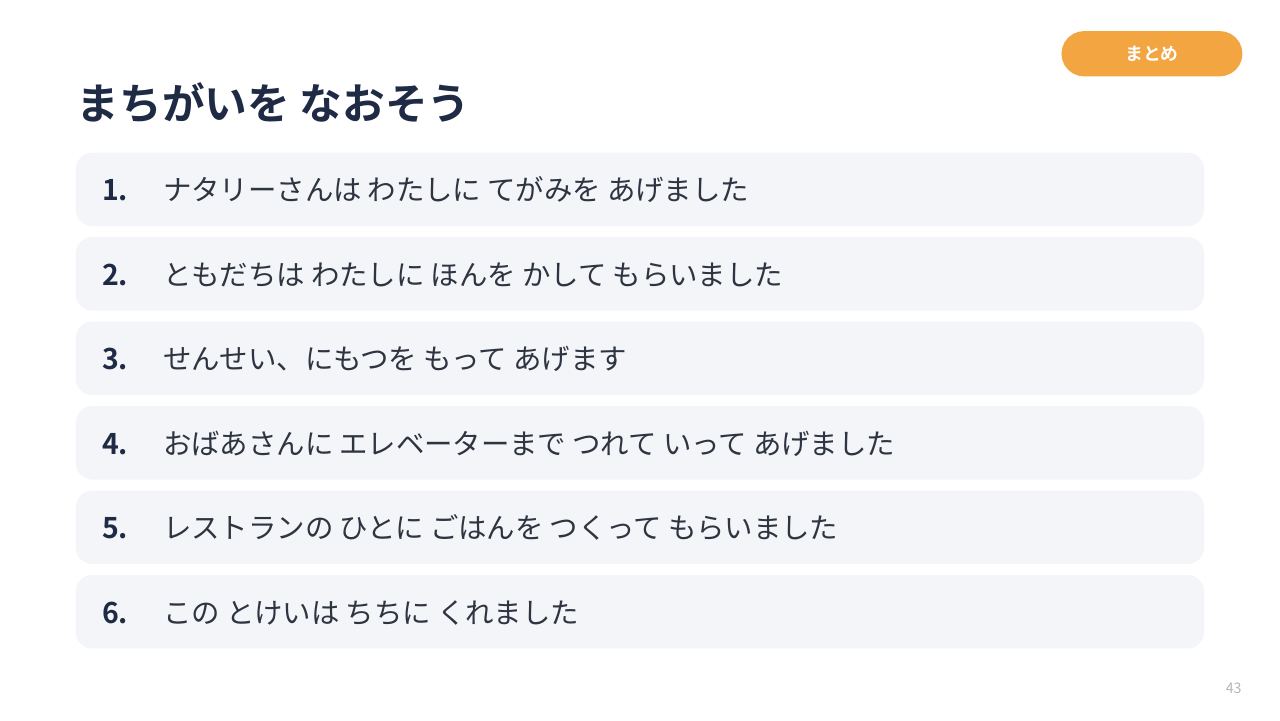 まとめ
まちがいを なおそう
1. ナタリーさんは わたしに てがみを あげました
2. ともだちは わたしに ほんを かして もらいました
3. せんせい、にもつを もって あげます
4. おばあさんに エレベーターまで つれて いって あげました
5. レストランの ひとに ごはんを つくって もらいました
6. この とけいは ちちに くれました
43